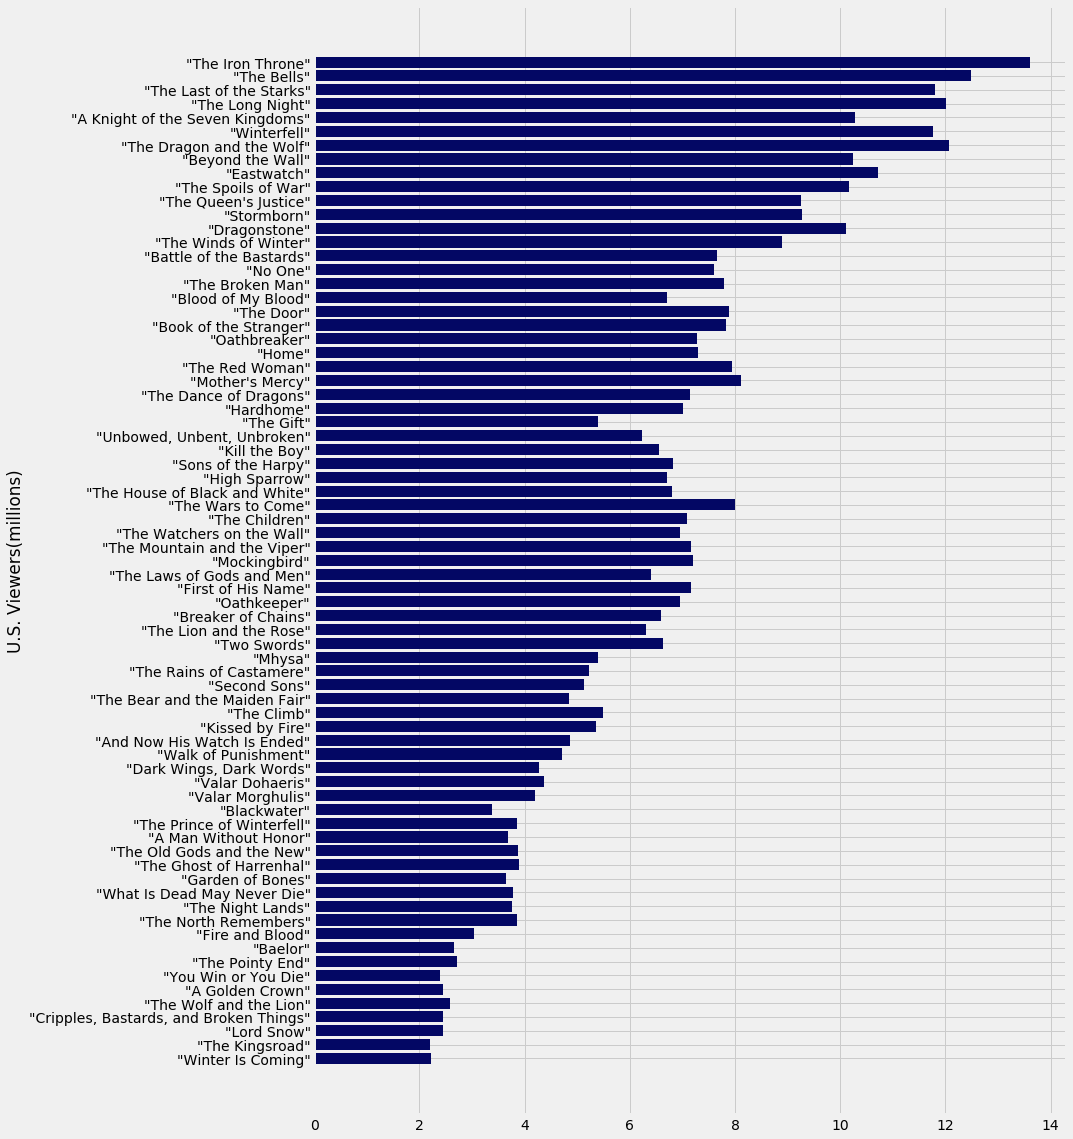 "The Iron Throne"
"The Bells"
"The Last of the Starks"
"The Long Night"
"A Knight of the Seven Kingdoms"
"Winterfell"
"The Dragon and the Wolf"
"Beyond the Wall"
"Eastwatch"
"The Spoils of War"
"The Queen's Justice"
"Stormborn"
"Dragonstone"
"The Winds of Winter"
"Battle of the Bastards"
"No One"
"The Broken Man"
"Blood of My Blood"
"The Door"
"Book of the Stranger"
"Oathbreaker"
"Home"
"The Red Woman"
"Mother's Mercy"
"The Dance of Dragons"
"Hardhome"
"The Gift"
"Unbowed, Unbent, Unbroken"
"Kill the Boy"
"Sons of the Harpy"
"High Sparrow"
"The House of Black and White"
"The Wars to Come"
"The Children"
"The Watchers on the Wall"
"The Mountain and the Viper"
"Mockingbird"
"The Laws of Gods and Men"
"First of His Name"
"Oathkeeper"
"Breaker of Chains"
"The Lion and the Rose"
"Two Swords"
"Mhysa"
"The Rains of Castamere"
"Second Sons"
"The Bear and the Maiden Fair"
"The Climb"
"Kissed by Fire"
"And Now His Watch Is Ended"
"Walk of Punishment"
"Dark Wings, Dark Words"
"Valar Dohaeris"
"Valar Morghulis"
"Blackwater"
"The Prince of Winterfell"
"A Man Without Honor"
"The Old Gods and the New"
"The Ghost of Harrenhal"
"Garden of Bones"
"What Is Dead May Never Die"
"The Night Lands"
"The North Remembers"
"Fire and Blood"
"Baelor"
"The Pointy End"
"You Win or You Die"
"A Golden Crown"
"The Wolf and the Lion"
"Cripples, Bastards, and Broken Things"
"Lord Snow"
"The Kingsroad"
"Winter Is Coming"
U.S. Viewers(millions)
0 2 4 6 8 10 12 14